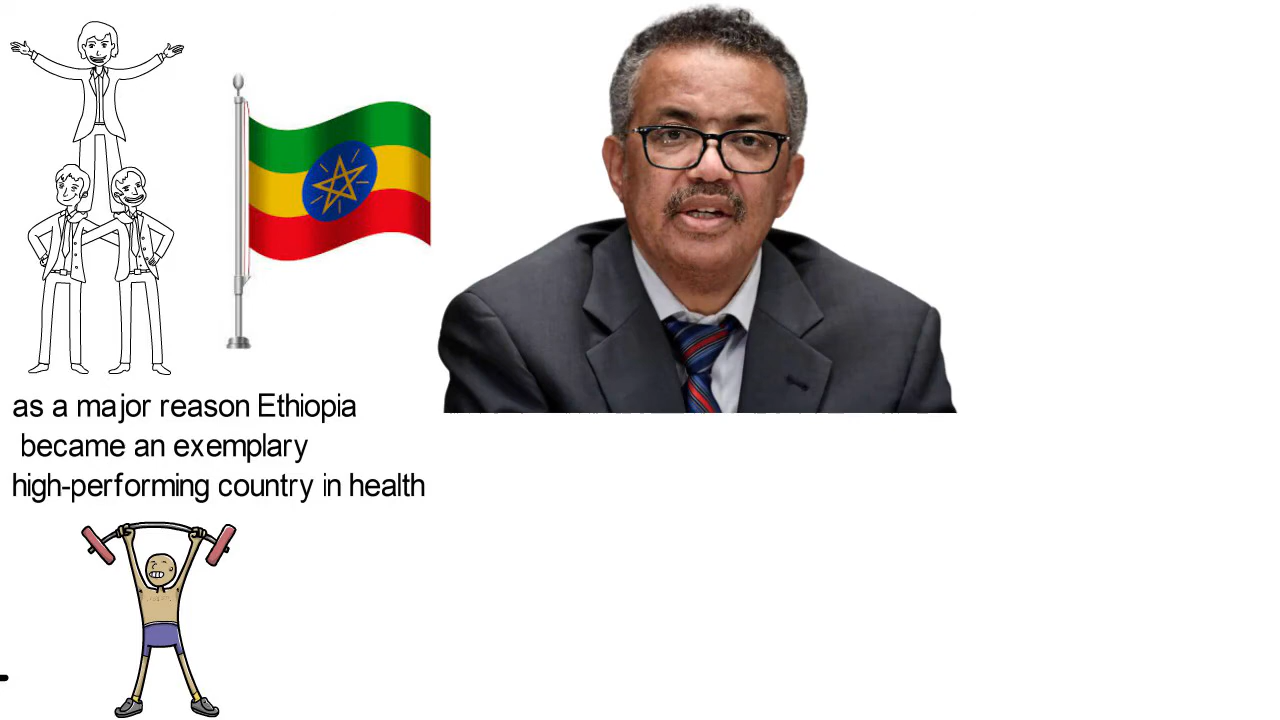 as a major reason Ethiopia
became an exemplary
high-performing country in health